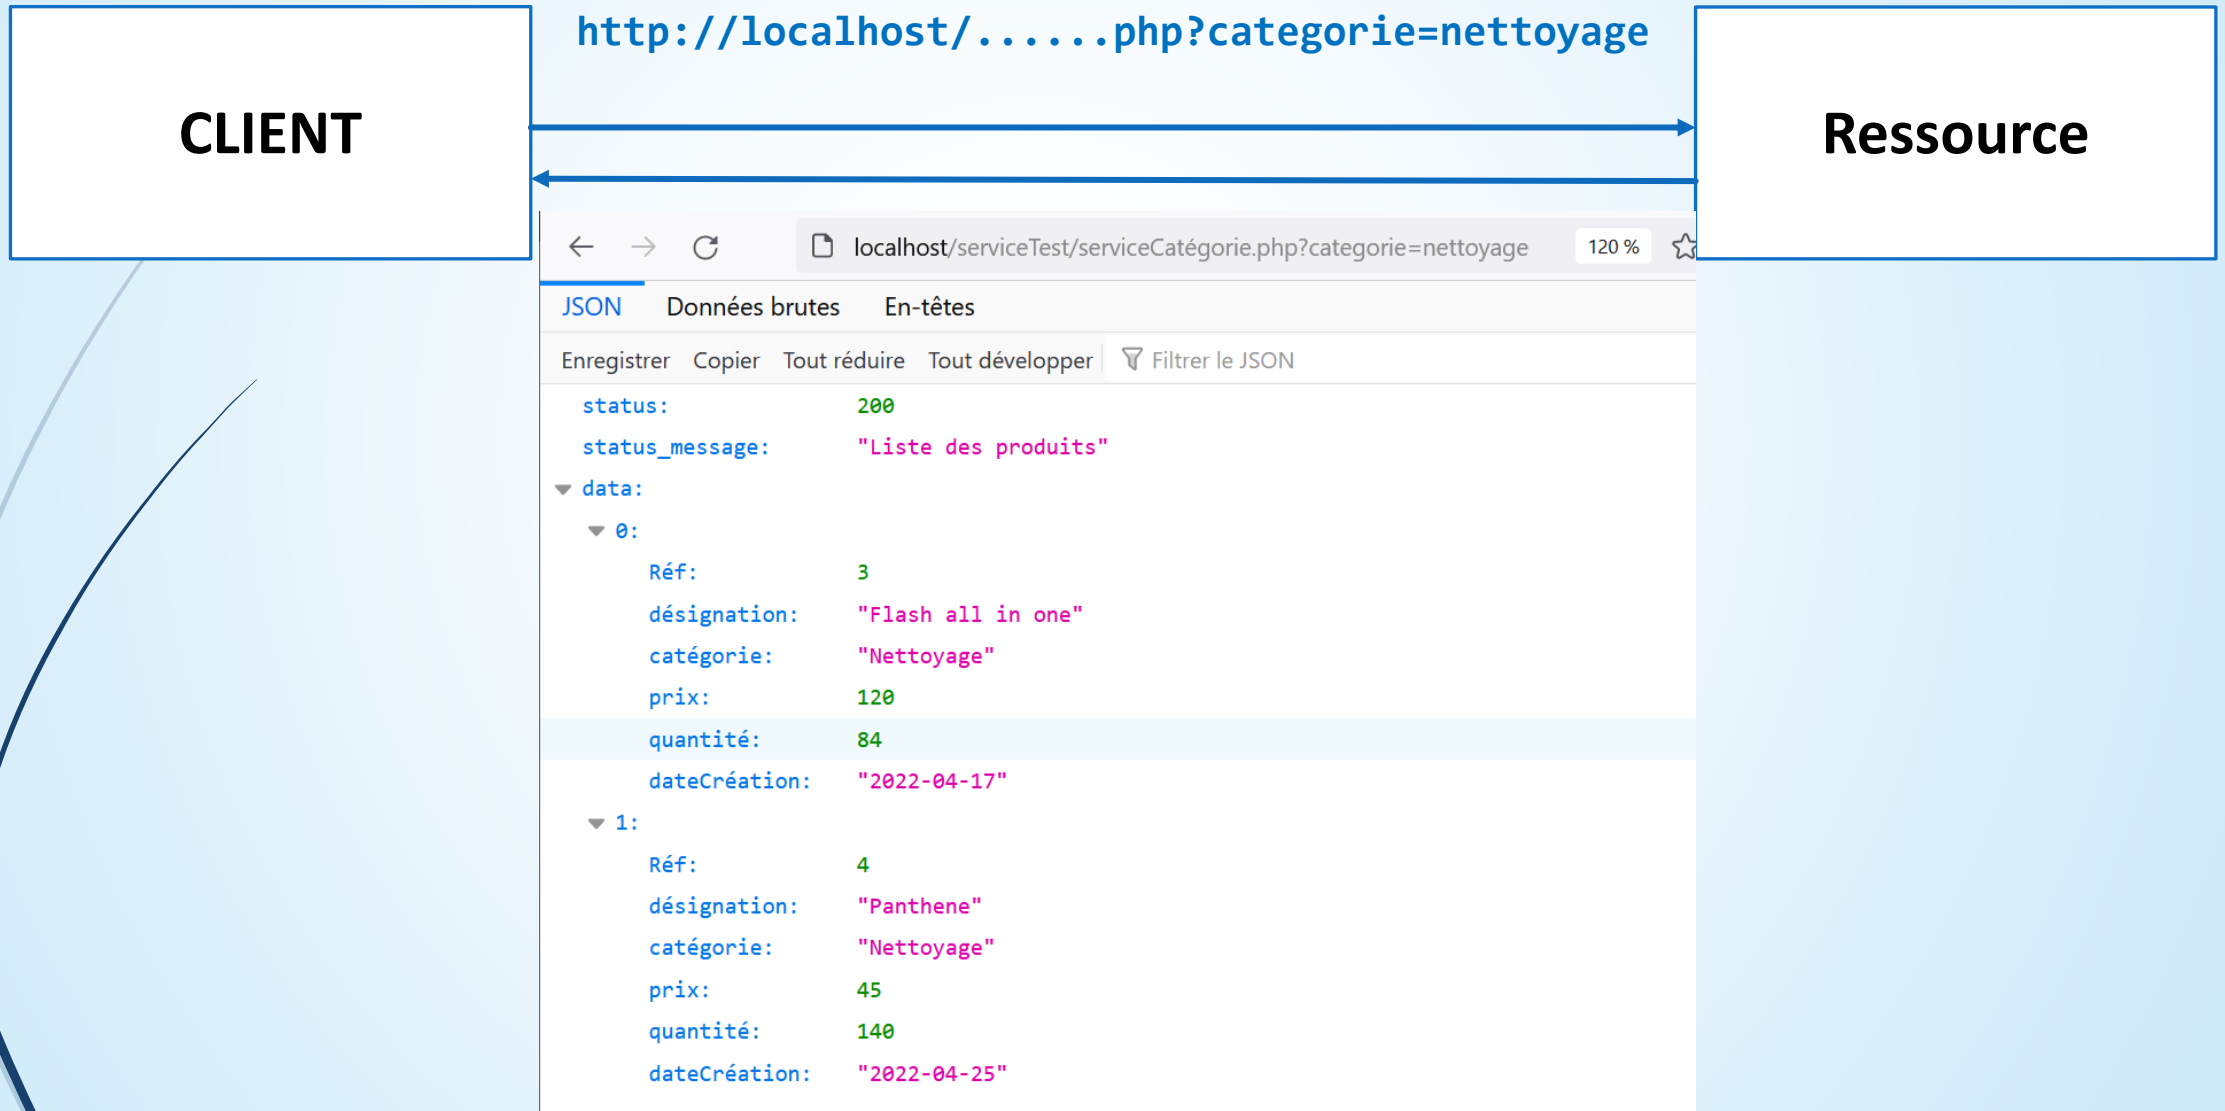 http://localhost/......php?categorie=nettoyage
CLIENT
Ressource
localhost/serviceTest/serviceCatégorie.php?categorie=nettoyage 120 %
JSON Données brutes En-têtes
Enregistrer Copier Tout réduire Tout développer Filtrer le JSON
status: 200
status_message: "Liste des produits"
data:
0:
Réf: 3
désignation: "Flash all in one"
catégorie: "Nettoyage"
prix: 120
quantité: 84
dateCréation: "2022-04-17"
1:
Réf: 4
désignation: "Panthene"
catégorie: "Nettoyage"
prix: 45
quantité: 140
dateCréation: "2022-04-25"